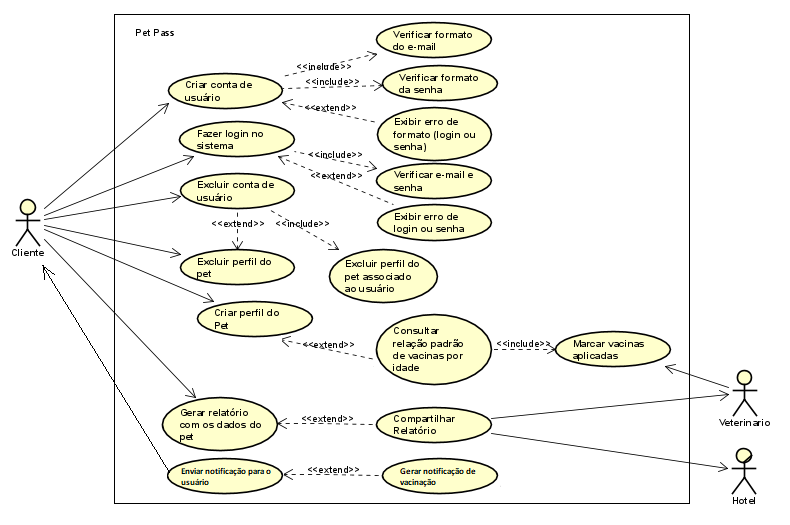 Pet Pass
Verificar formato
do e-mail
<<include>>
Criar conta de
usuário
<<include>>
Verificar formato
da senha
<<extend>>
Exibir erro de
formato (login ou
senha)
Fazer login no
sistema
<<include>>
Verificar e-mail e
senha
<<extend>>
Excluir conta de
usuário
Exibir erro de
login ou senha
<<extend>>
<<include>>
Cliente
Excluir perfil do
pet
Excluir perfil do
pet associado
ao usuário
Criar perfil do
Pet
<<extend>>
Consultar
relação padrão
de vacinas por
idade
<<include>>
Marcar vacinas
aplicadas
Veterinario
Gerar relatório
com os dados do
pet
<<extend>>
Compartilhar
Relatório
Enviar notificação para o
usuário
<<extend>>
Gerar notificação de
vacinação
Hotel